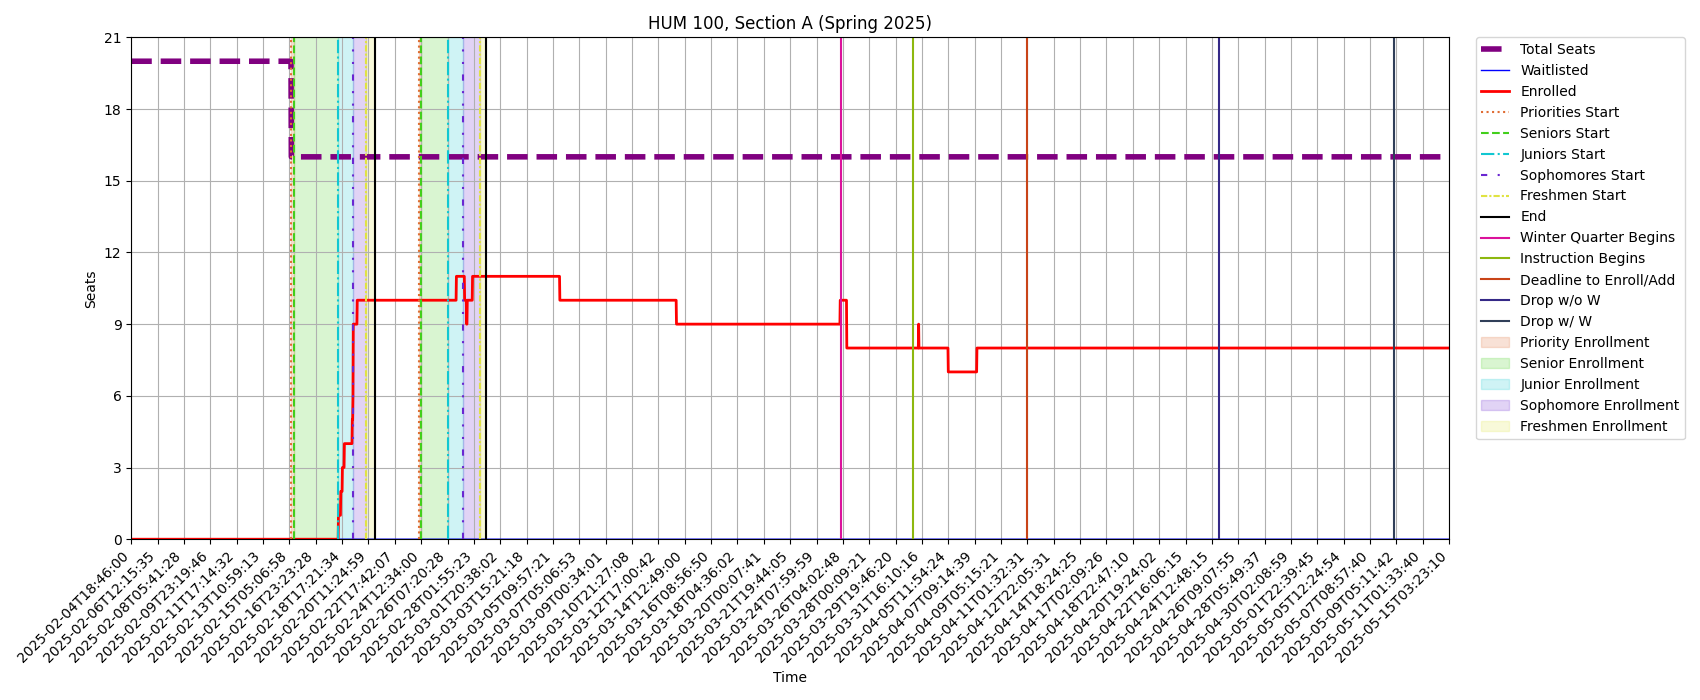 HUM 100, Section A (Spring 2025)
21
18
15
12
9
6
3
0
Seats
2025-02-04T18:46:00
2025-02-06T12:15:35
2025-02-08T05:41:28
2025-02-09T23:19:46
2025-02-11T17:14:32
2025-02-13T10:59:13
2025-02-15T05:06:58
2025-02-16T23:23:28
2025-02-18T17:21:34
2025-02-20T11:24:59
2025-02-22T17:42:07
2025-02-24T12:34:00
2025-02-26T07:20:28
2025-02-28T01:55:23
2025-03-01T20:38:02
2025-03-03T15:21:18
2025-03-05T09:57:21
2025-03-07T05:06:53
2025-03-09T00:34:01
2025-03-10T21:27:08
2025-03-12T17:00:42
2025-03-14T12:49:00
2025-03-16T08:56:50
2025-03-18T04:36:02
2025-03-20T00:07:41
2025-03-21T19:44:05
2025-03-24T07:59:59
2025-03-26T04:02:48
2025-03-28T00:09:21
2025-03-29T19:46:20
2025-03-31T16:10:16
2025-04-05T11:54:24
2025-04-07T09:14:39
2025-04-09T05:15:21
2025-04-11T01:32:31
2025-04-12T22:05:31
2025-04-14T18:24:25
2025-04-17T02:09:26
2025-04-18T22:47:10
2025-04-20T19:24:02
2025-04-22T16:06:15
2025-04-24T12:48:15
2025-04-26T09:07:55
2025-04-28T05:49:37
2025-04-30T02:08:59
2025-05-01T22:39:45
2025-05-05T12:24:54
2025-05-07T08:57:40
2025-05-09T05:11:42
2025-05-11T01:33:40
2025-05-15T03:23:10
Time
Total Seats
Waitlisted
Enrolled
Priorities Start
Seniors Start
Juniors Start
Sophomores Start
Freshmen Start
End
Winter Quarter Begins
Instruction Begins
Deadline to Enroll/Add
Drop w/o W
Drop w/ W
Priority Enrollment
Senior Enrollment
Junior Enrollment
Sophomore Enrollment
Freshmen Enrollment